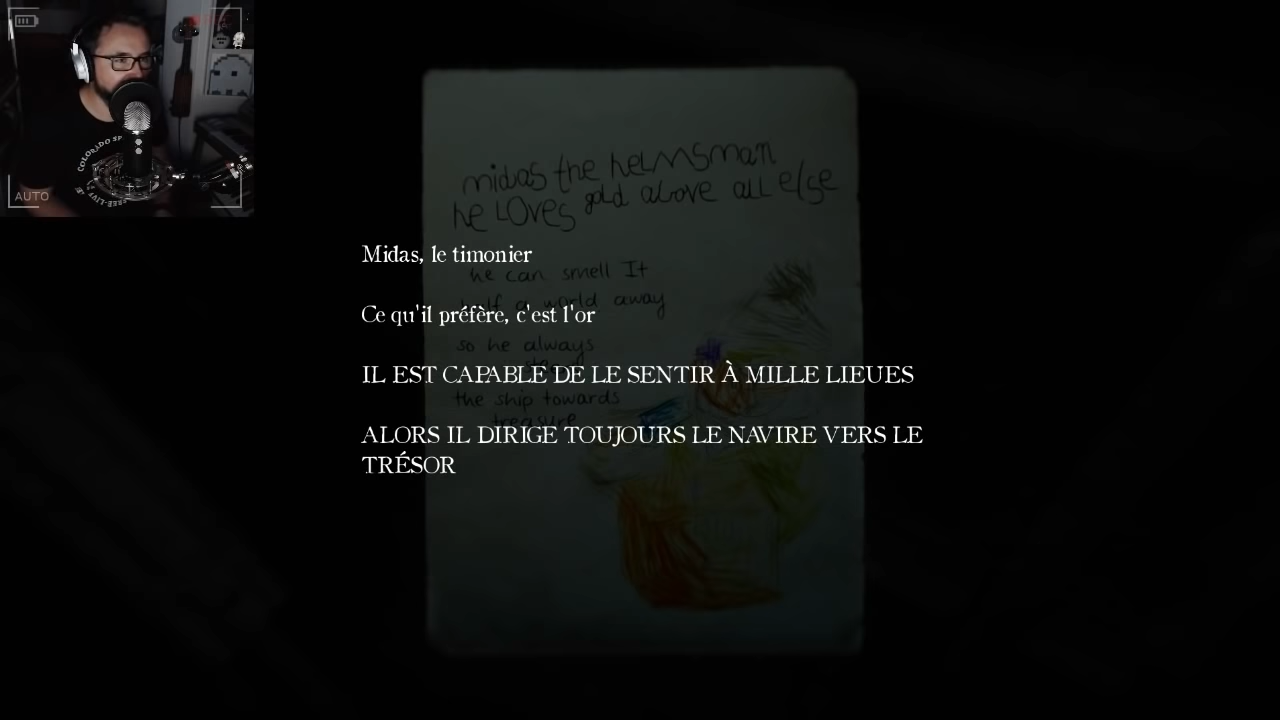 AUTO
COLORADO
midas the helmsman
he LOVES gold above all else
Midas, le timonier
he can smell It
half a world away
Ce qu'il préfère, c'est l'or
so he always
IL EST CAPABLE DE LE SENTIR À MILLE LIEUES
the ship towards
treasure
ALORS IL DIRIGE TOUJOURS LE NAVIRE VERS LE
TRÉSOR